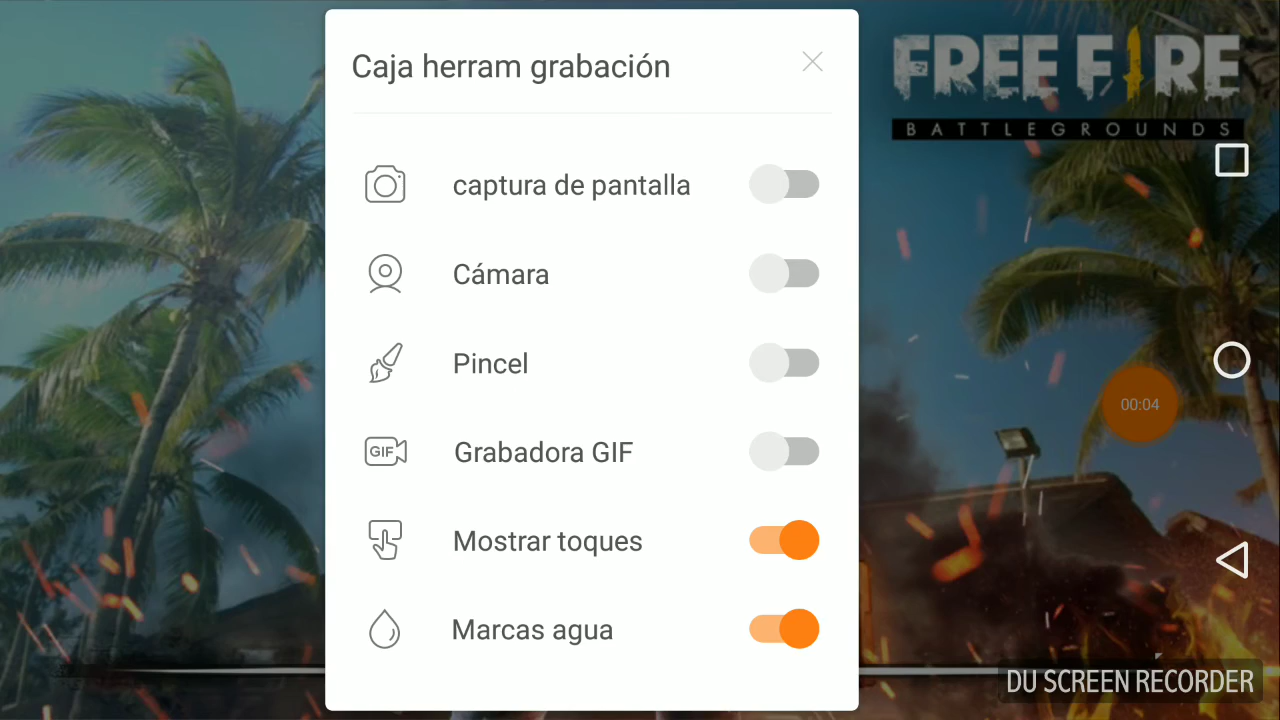 Caja herram grabación
FREE FIRE
BATTLEGROUNDS
captura de pantalla
Cámara
Pincel
00:04
GIF
Grabadora GIF
Mostrar toques
Marcas agua
DU SCREEN RECORDER